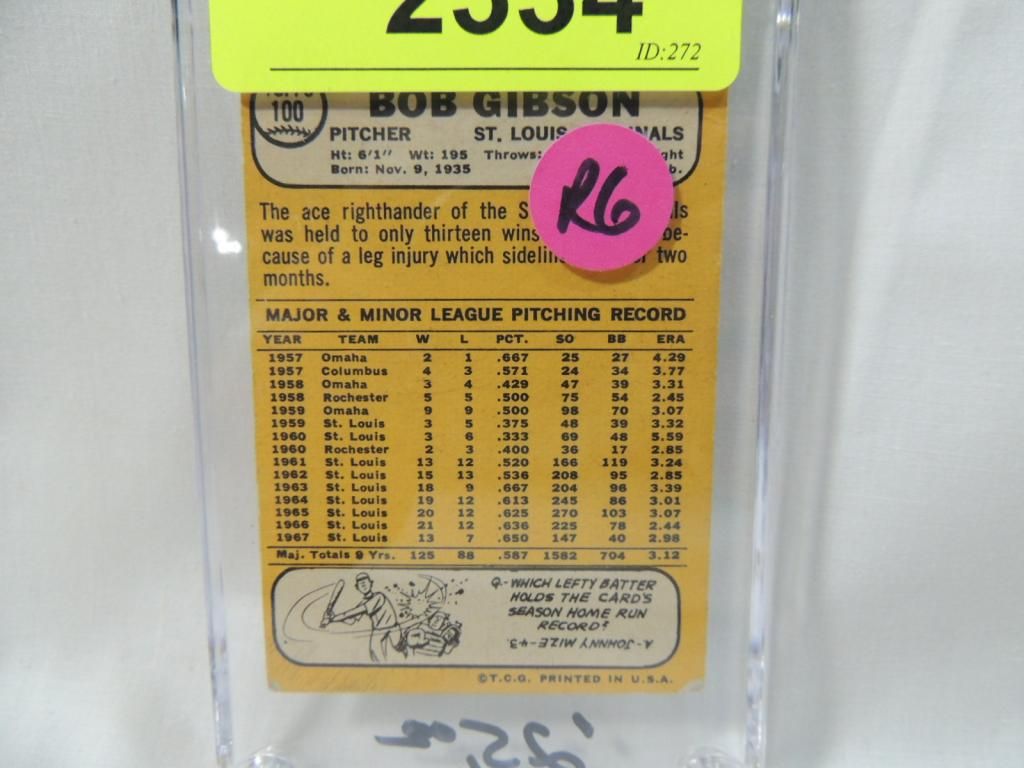 2334
ID:272
100
BOB GIBSON
PITCHER ST. LOUIS
Ht: 6'1" Wt: 195 Throws:
Born: Nov. 9, 1935
R6
The ace righthander of the
was held to only thirteen wins be-
cause of a leg injury which two
months.
MAJOR & MINOR LEAGUE PITCHING RECORD
YEAR TEAM W L PCT. SO BB ERA
1957 Omaha 2 1 .667 25 27 4.29
1957 Columbus 4 3 .571 24 34 3.77
1958 Omaha 3 4 .429 47 39 3.31
1958 Rochester 5 5 .500 75 54 2.45
1959 Omaha 9 9 .500 98 70 3.07
1959 St. Louis 3 5 .375 48 39 3.32
1960 St. Louis 3 6 .333 69 48 5.59
1960 Rochester 2 3 .400 36 17 2.85
1961 St. Louis 13 12 .520 166 119 3.24
1962 St. Louis 15 13 .536 208 95 2.85
1963 St. Louis 18 9 .667 204 96 3.39
1964 St. Louis 19 12 .613 245 86 3.01
1965 St. Louis 20 12 .625 270 103 3.07
1966 St. Louis 21 12 .636 225 78 2.44
1967 St. Louis 13 7 .650 147 40 2.98
Maj. Totals 9 Yrs. 125 88 .587 1582 704 3.12
Q.-WHICH LEFTY BATTER
HOLDS THE CARD'S
SEASON HOME RUN
RECORD?
A-JOHNNY MIZE-43.
©T.C.G. PRINTED IN U.S.A.